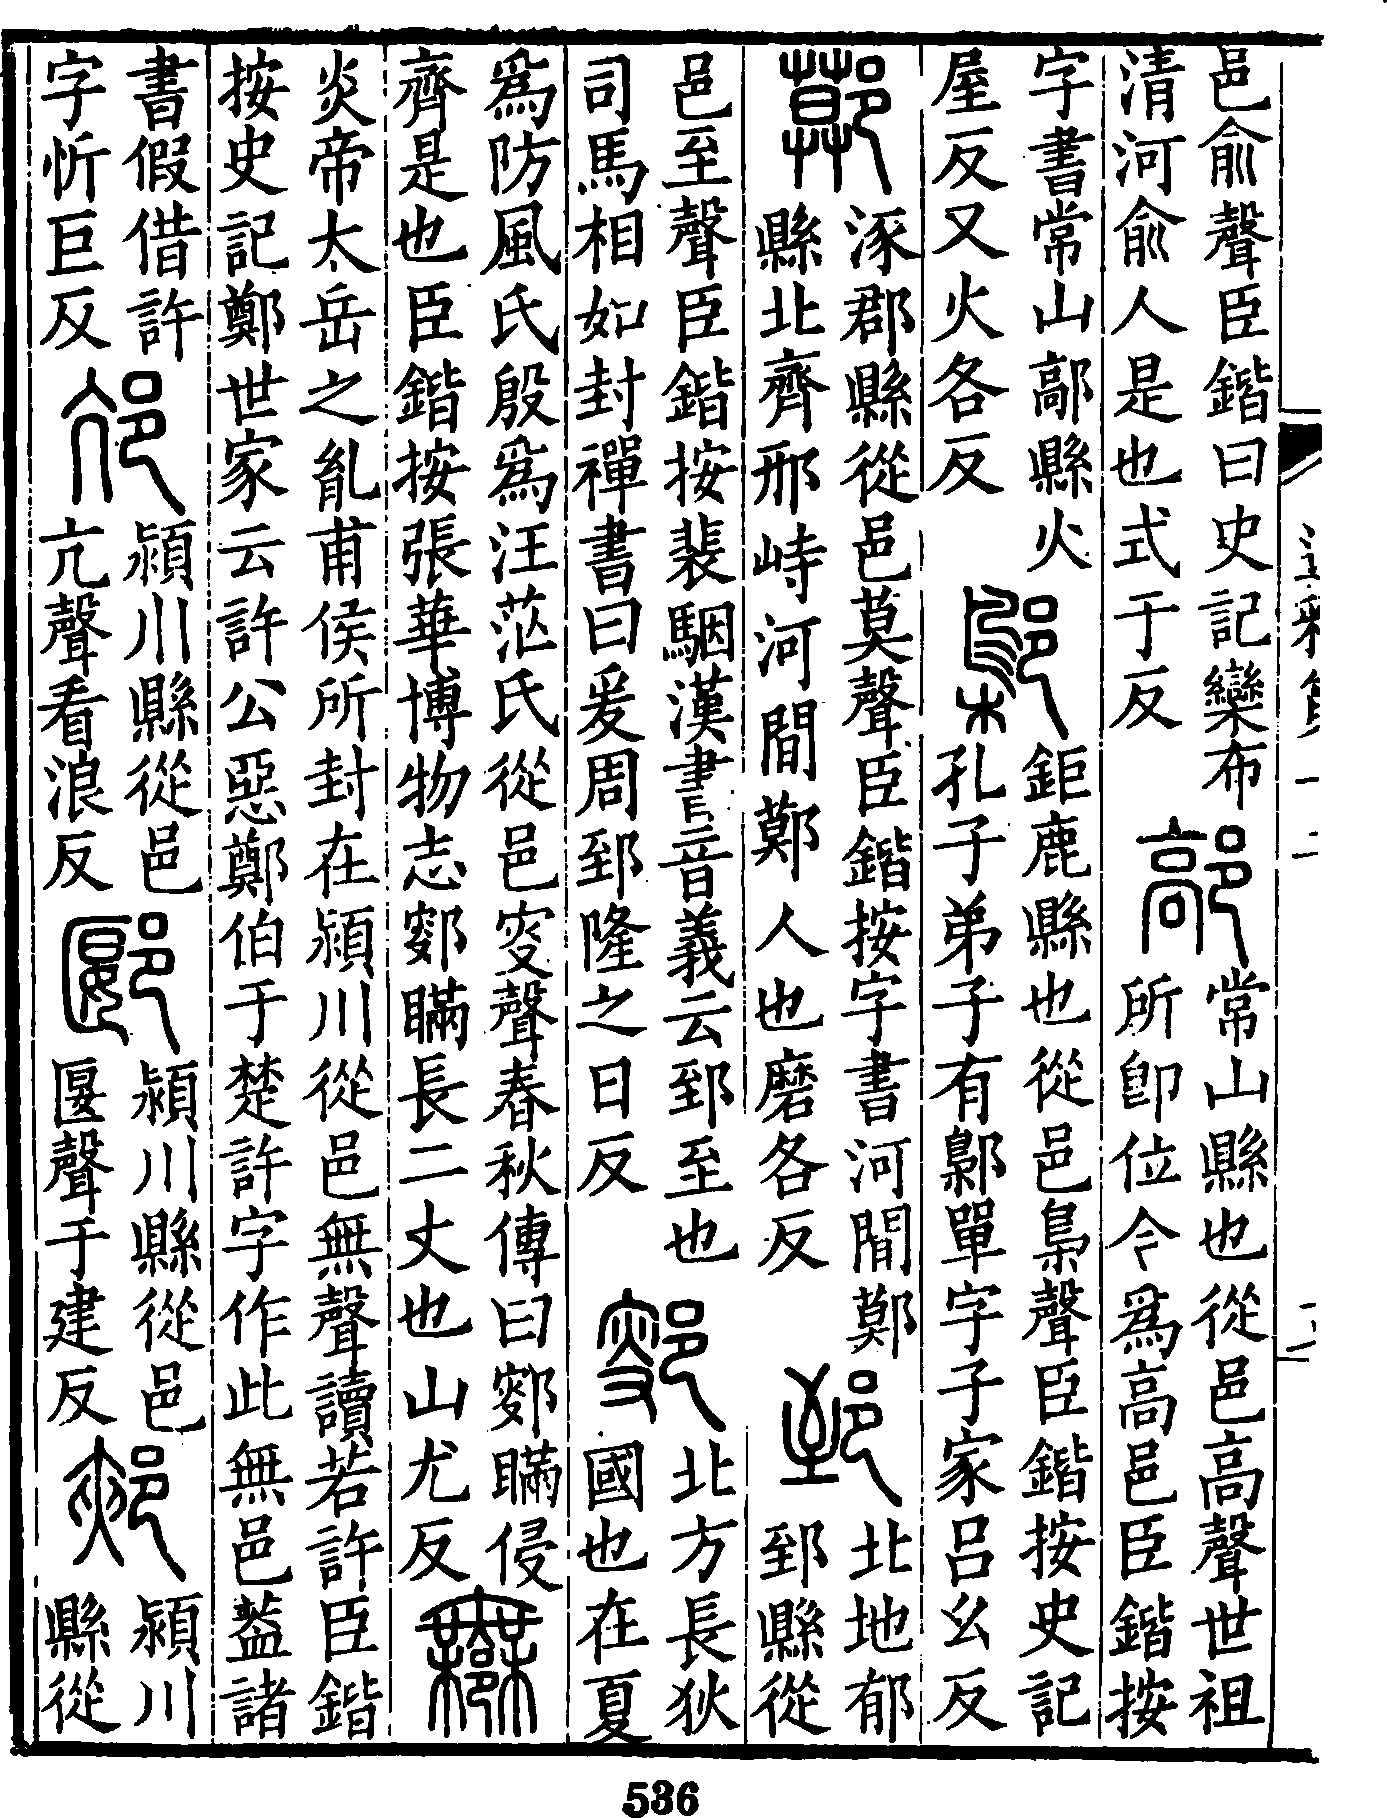 邑俞聲臣鍇曰史記欒布
清河俞人是也式于反
鄗
常山縣也從邑高聲世祖
所卽位今爲高邑臣鍇按
字書常山鄗縣火
屋反又火各反
鄡
鉅鹿縣也從邑梟聲臣鍇按史記
孔子弟子有鄡單字子家吕幺反
鄚
涿郡縣從邑莫聲臣鍇按字書河間鄭
縣北齊邢峙河間鄭人也磨各反
郅
北地郁
郅縣從
邑至聲臣鍇按裴駰漢書音義云郅至也
司馬相如封禪書曰爰周郅隆之日反
鄋
北方長狄
國也在夏
爲防風氏殷爲汪茫氏從邑叜聲春秋傳曰鄋瞞侵
齊是也臣鍇按張華博物志鄋瞞長二丈也山尤反
鄦
炎帝太岳之胤甫侯所封在潁川從邑無聲讀若許臣鍇
按史記鄭世家云許公惡鄭伯于楚許字作此無邑葢諸
書假借許
字忻巨反
邟
潁川縣從邑
亢聲看浪反
郾
潁川縣從邑
匽聲于建反
郟
潁川
縣從
536